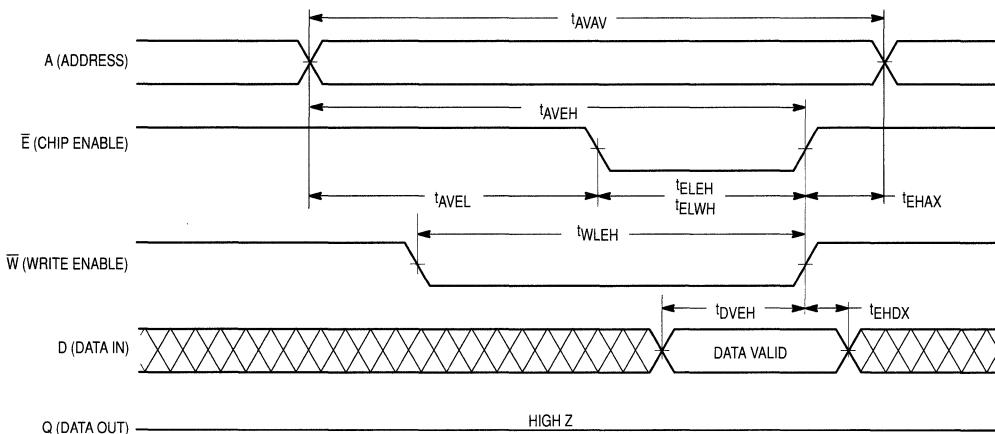 tAVAV
A (ADDRESS)
tAVEH
E̅ (CHIP ENABLE)
tAVEL
tELEH
tELWH
tEHAX
tWLEH
W̅ (WRITE ENABLE)
tDVEH
tEHDX
D (DATA IN)
DATA VALID
HIGH Z
Q (DATA OUT)